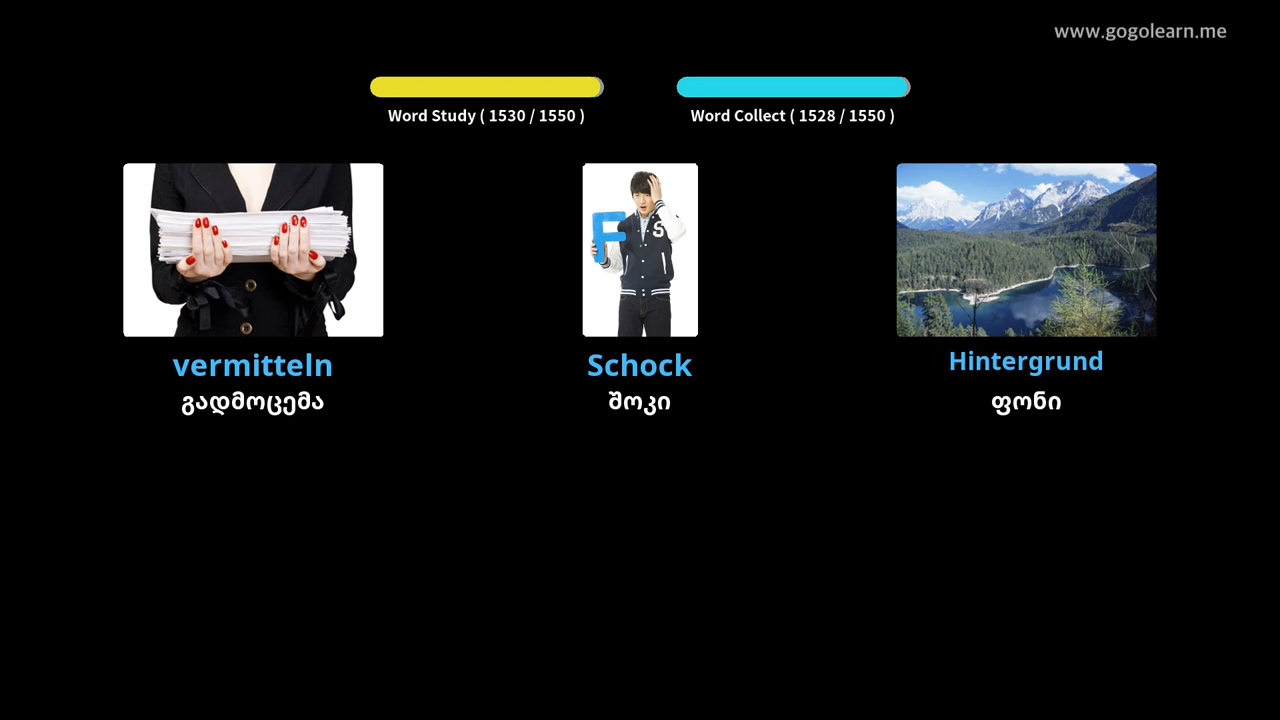 www.gogolearn.me
Word Study ( 1530 / 1550 )
Word Collect ( 1528 / 1550 )
F
S
vermitteln
Schock
Hintergrund
გადმოცემა
შოკი
ფონი